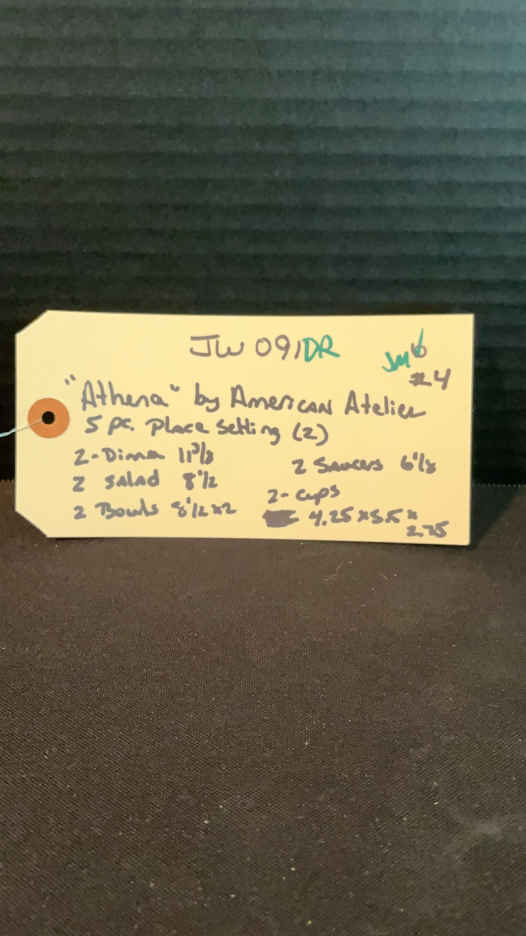 JW 091DR
JM6
#4
"Athena" by American Atelier
5 pc. Place Setting (2)
2-Dinner 11 3/8
2 Salad 8 1/2
2 Bowls 8 1/2 x 2
2 Saucers 6 1/8
2- cups
4.25 x 5.5 x
2.75